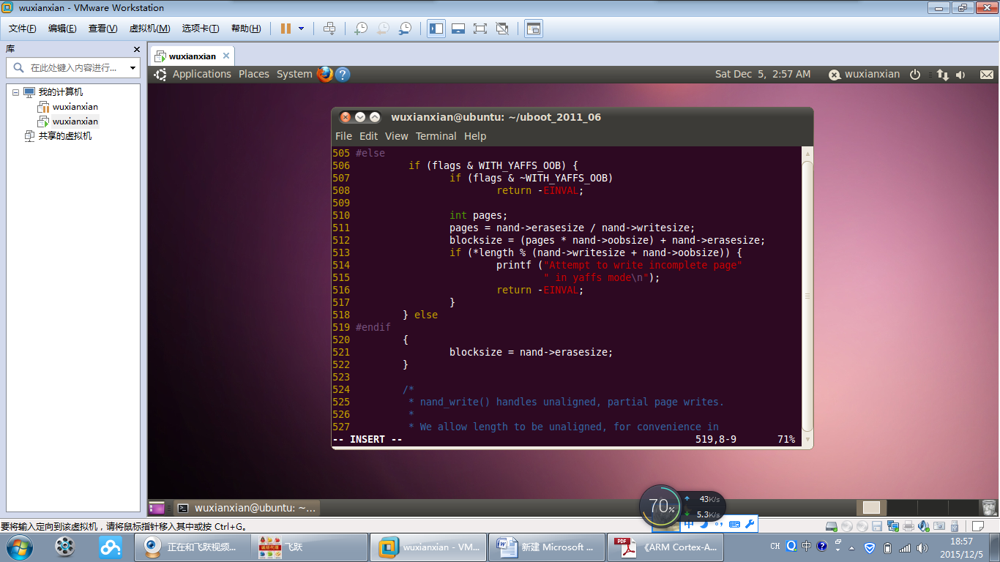 wuxianxian - VMware Workstation
文件(F) 编辑(E) 查看(V) 虚拟机(M) 选项卡(T) 帮助(H)
库
在此处键入内容进行...
我的计算机
wuxianxian
wuxianxian
共享的虚拟机
wuxianxian
Applications Places System Sat Dec 5, 2:57 AM wuxianxian
wuxianxian@ubuntu: ~/uboot_2011_06
File Edit View Terminal Help
505 #else
506 if (flags & WITH_YAFFS_OOB) {
507 if (flags & ~WITH_YAFFS_OOB)
508 return -EINVAL;
509
510 int pages;
511 pages = nand->erasesize / nand->writesize;
512 blocksize = (pages * nand->oobsize) + nand->erasesize;
513 if (*length % (nand->writesize + nand->oobsize)) {
514 printf ("Attempt to write incomplete page"
515 " in yaffs mode\n");
516 return -EINVAL;
517 }
518 } else
519 #endif
520 {
521 blocksize = nand->erasesize;
522 }
523
524 /*
525 * nand_write() handles unaligned, partial page writes.
526 *
527 * We allow length to be unaligned, for convenience in
-- INSERT -- 519,8-9 71%
wuxianxian@ubuntu: ~...
70%
43K/s
5.3K/s
要将输入定向到该虚拟机，请将鼠标指针移入其中或按 Ctrl+G。
中
正在和飞跃视频... 飞跃 wuxianxian - VM... 新建 Microsoft ... 《ARM Cortex-A...
CH 中 18:57
2015/12/5